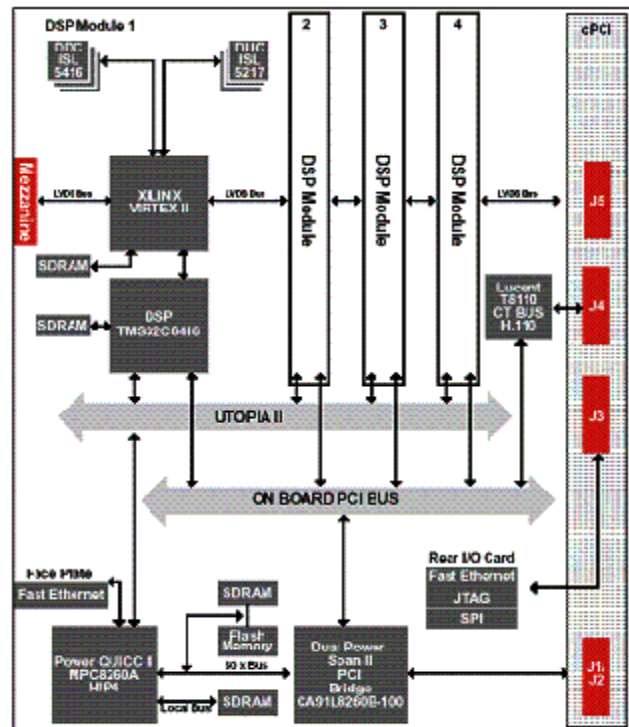 DSP Module 1
DDC
ISL
5416
DUC
ISL
5217
2
3
4
cPCI
Mezzanine
LVDS Bus
XILINX
VIRTEX II
LVDS Bus
DSP Module
DSP Module
DSP Module
LVDS Bus
J5
SDRAM
SDRAM
DSP
TMS32C6416
Lucent
T8110
CT BUS
H.110
J4
UTOPIA II
J3
ON BOARD PCI BUS
Face Plate
Fast Ethernet
SDRAM
Flash
Memory
Rear I/O Card
Fast Ethernet
JTAG
SPI
Power QUICC II
MPC8260A
HIP4
60 x Bus
Local Bus
SDRAM
Dual Power
Span II
PCI
Bridge
CA91L8260B-100
J1/
J2